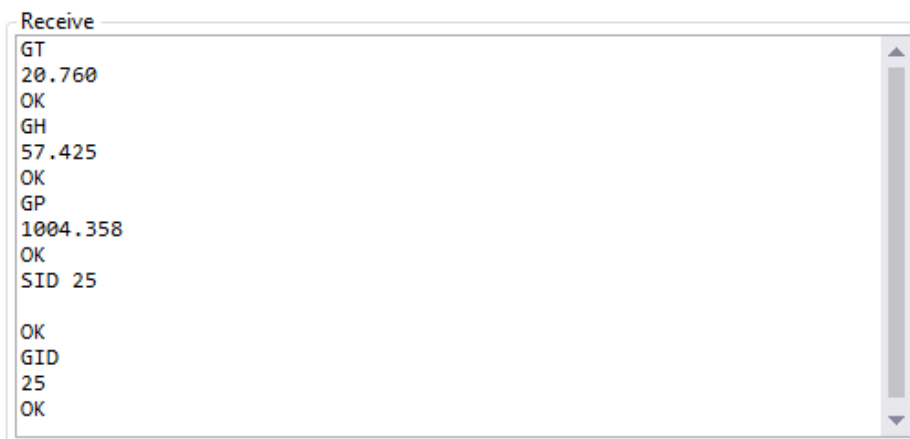 Receive
GT
20.760
OK
GH
57.425
OK
GP
1004.358
OK
SID 25

OK
GID
25
OK